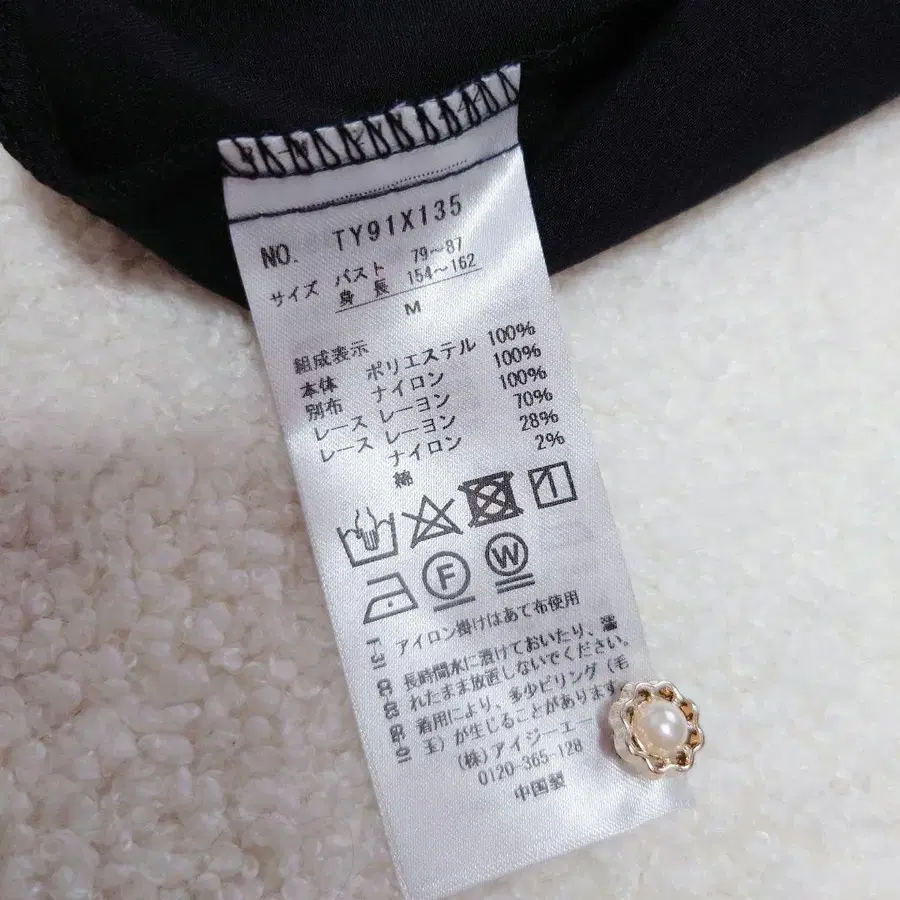 NO. TY91X135
サイズ バスト 79〜87
身長 154〜162
M
組成表示
本体 ポリエステル 100%
別布 ナイロン 100%
レース レーヨン 100%
レース レーヨン 70%
ナイロン 28%
綿 2%
F W
アイロン掛けはあて布使用
長時間水に漬けておいたり、濡
れたまま放置しないでください。
着用により、多少ピリング(毛
玉)が生じることがあります
(株)アイジーエー
0120-365-128
中国製